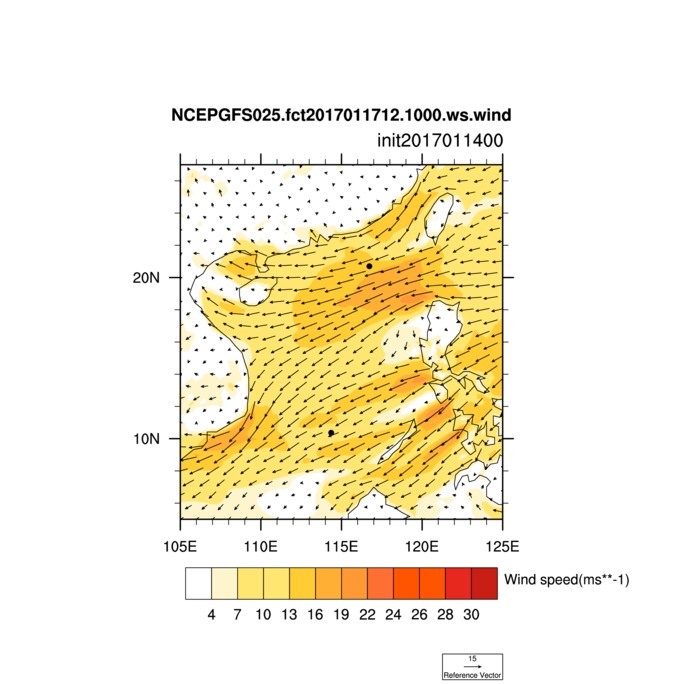 NCEPGFS025.fct2017011712.1000.ws.wind
init2017011400
20N
10N
105E 110E 115E 120E 125E
Wind speed(ms**-1)
4 7 10 13 16 19 22 24 26 28 30
15
Reference Vector